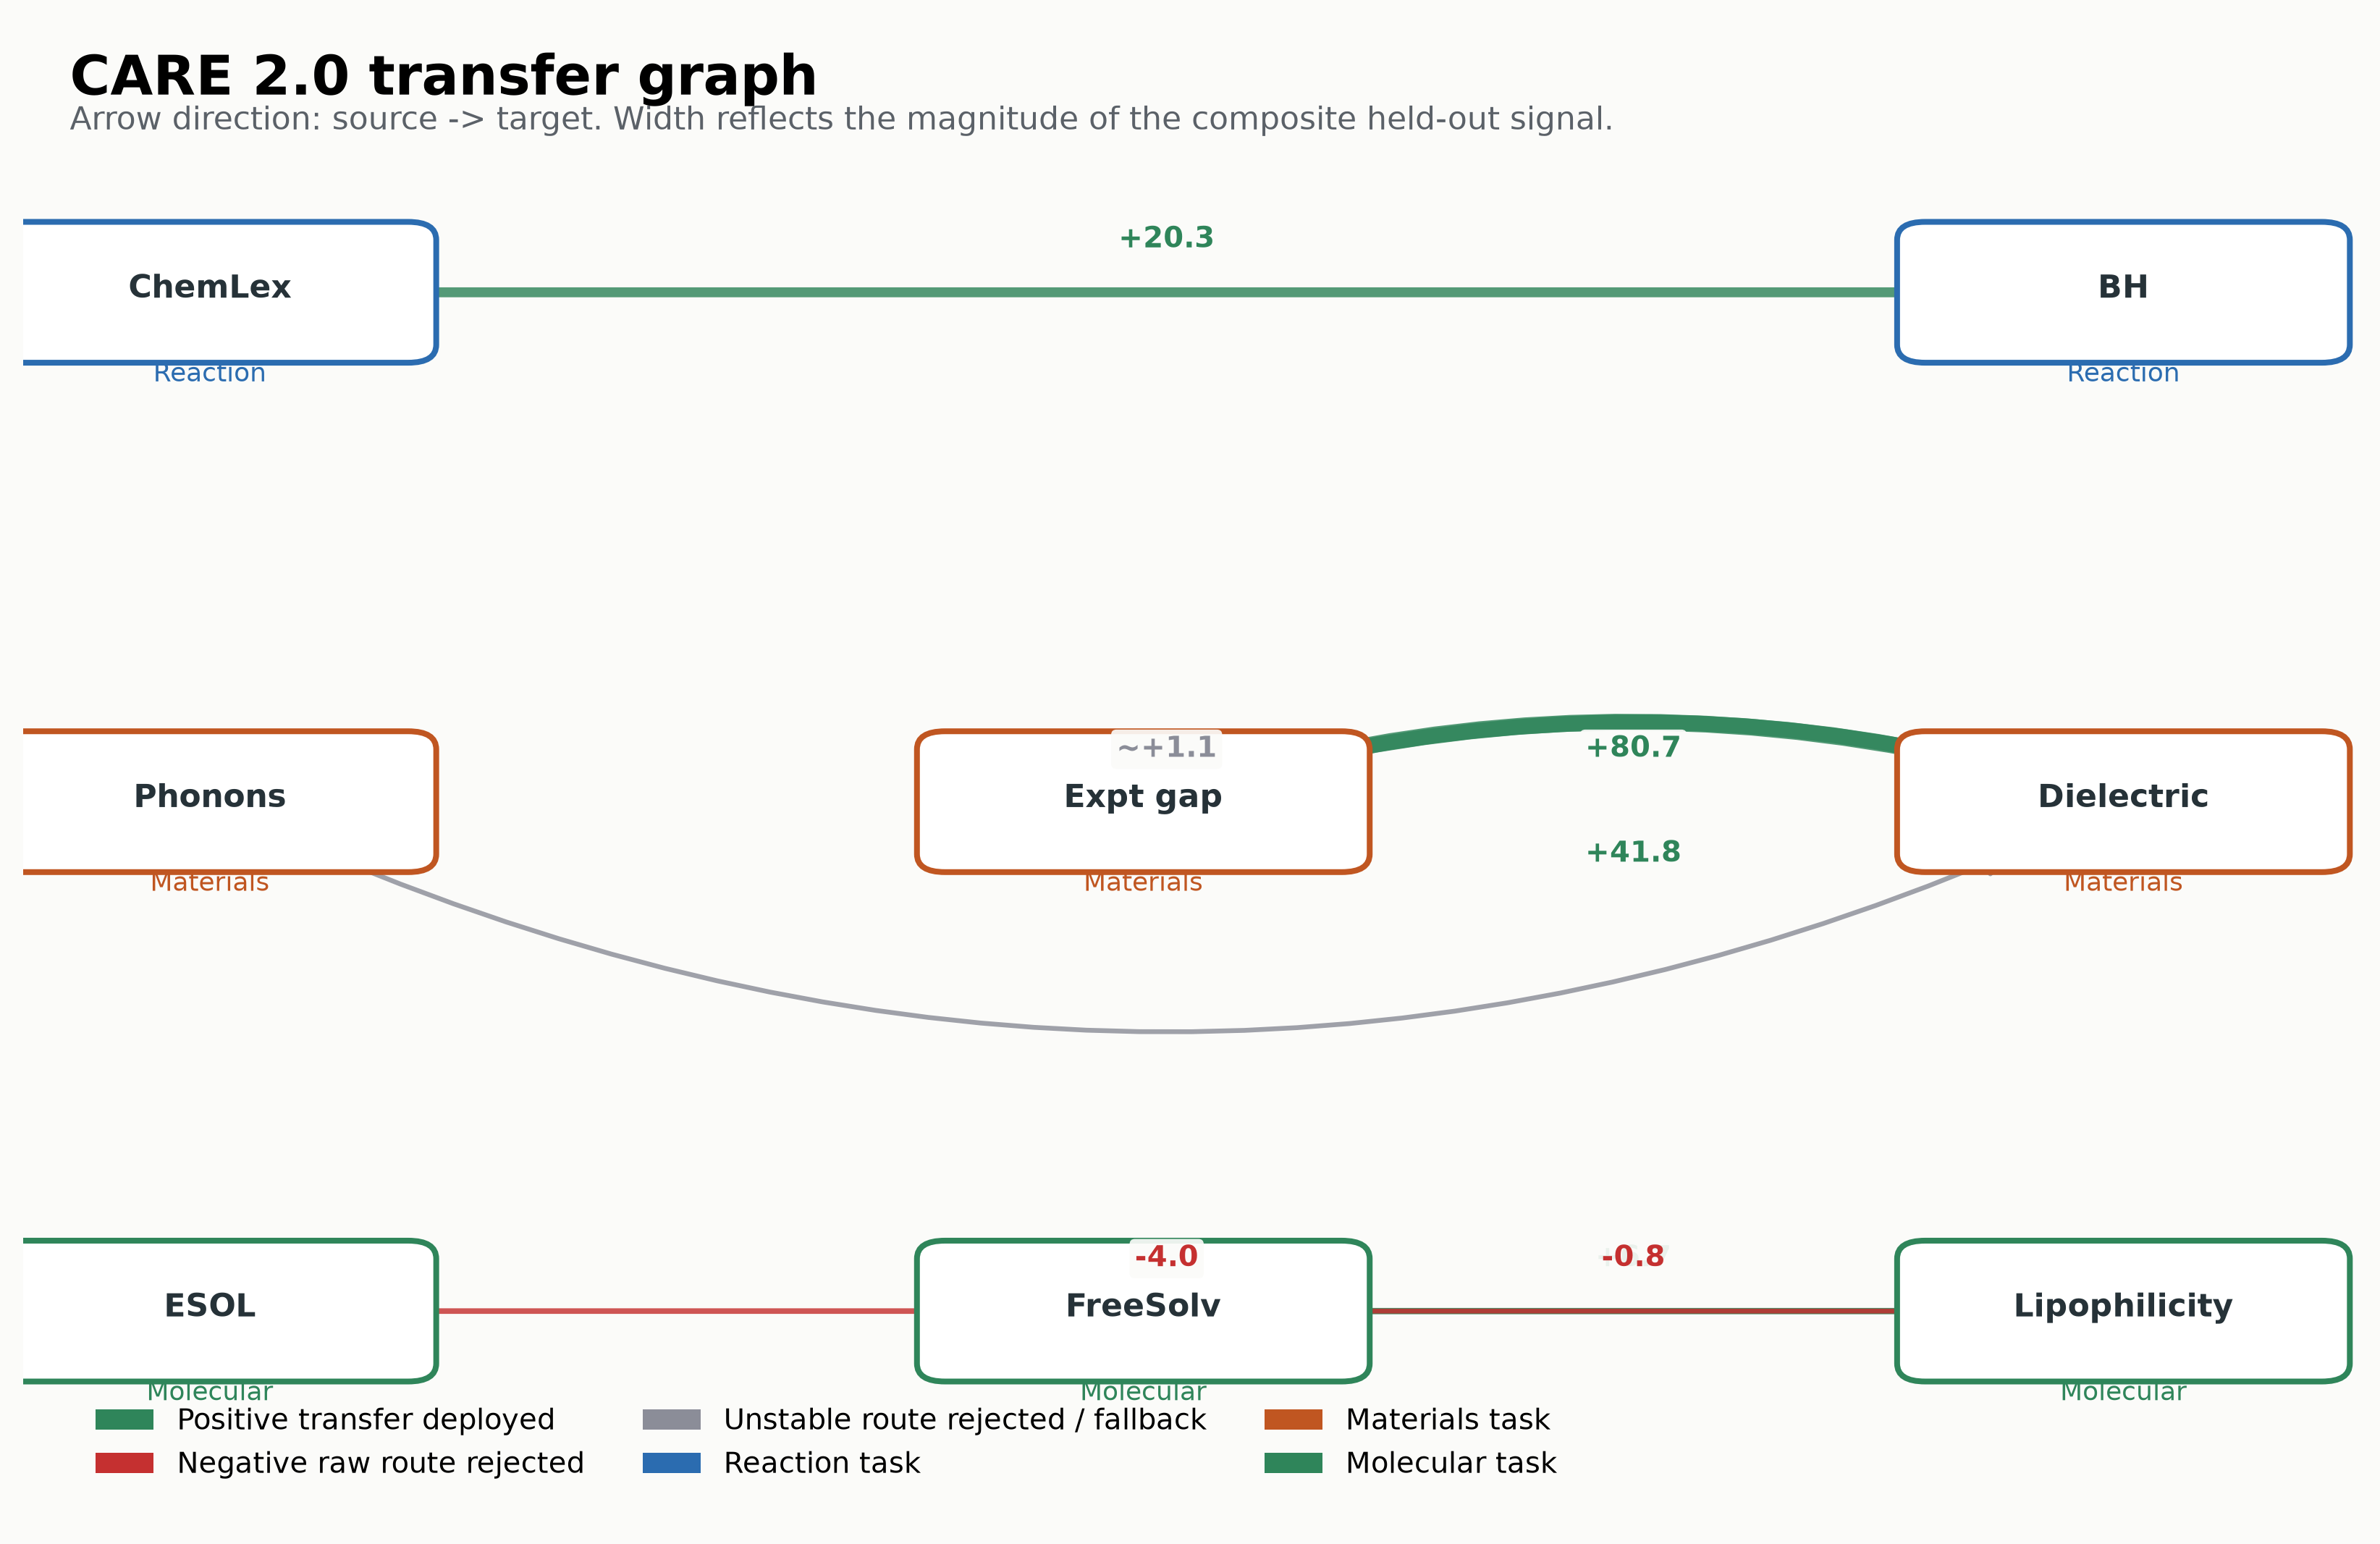 CARE 2.0 transfer graph
Arrow direction: source -> target. Width reflects the magnitude of the composite held-out signal.
+20.3
ChemLex
BH
Reaction
Reaction
~+1.1
+80.7
Phonons
Expt gap
Dielectric
+41.8
Materials
Materials
Materials
-4.0
-0.8
ESOL
FreeSolv
Lipophilicity
Molecular
Molecular
Molecular
Positive transfer deployed
Unstable route rejected / fallback
Materials task
Negative raw route rejected
Reaction task
Molecular task